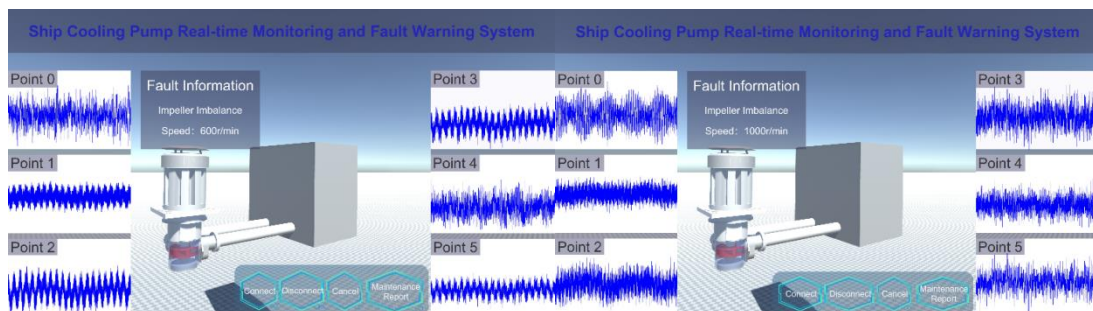 Ship Cooling Pump Real-time Monitoring and Fault Warning System
Point 0
Fault Information
Impeller Imbalance
Speed: 600r/min
Point 3
Point 1
Point 4
Point 2
Point 5
Connect
Disconnect
Cancel
Maintenance
Report
Ship Cooling Pump Real-time Monitoring and Fault Warning System
Point 0
Fault Information
Impeller Imbalance
Speed: 1000r/min
Point 3
Point 1
Point 4
Point 2
Point 5
Connect
Disconnect
Cancel
Maintenance
Report